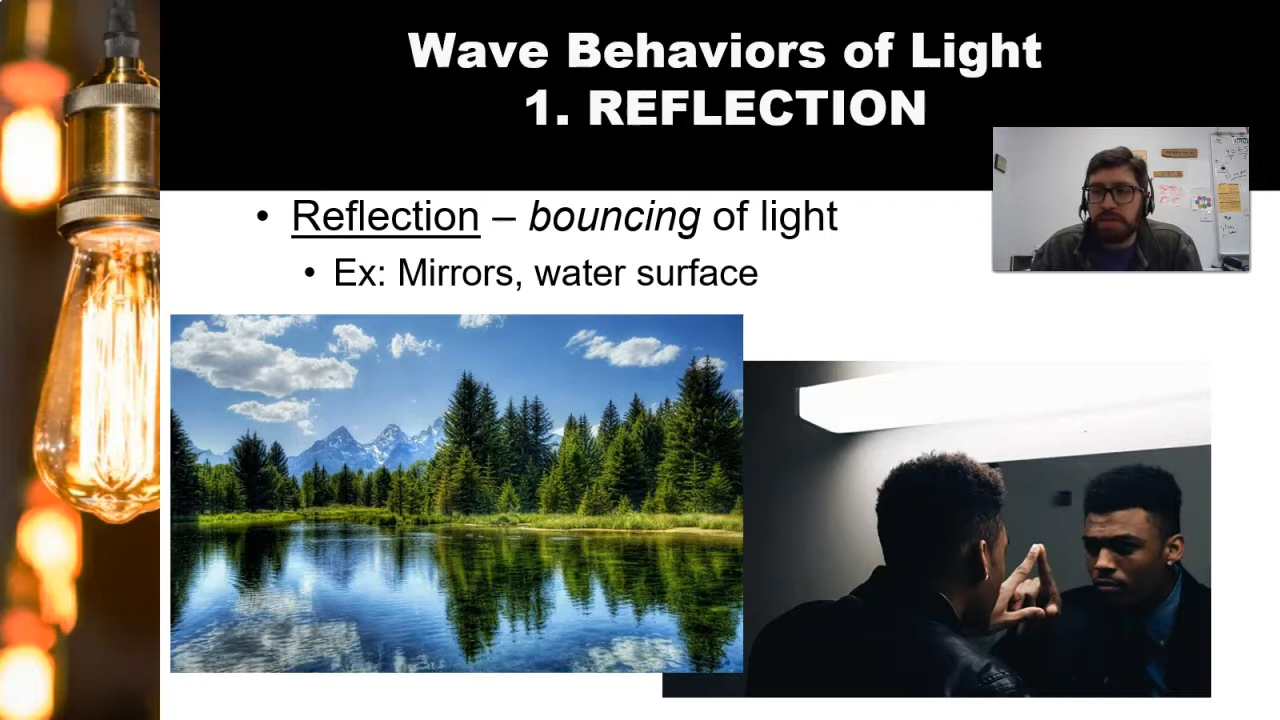 Wave Behaviors of Light
1. REFLECTION
• Reflection – bouncing of light
• Ex: Mirrors, water surface